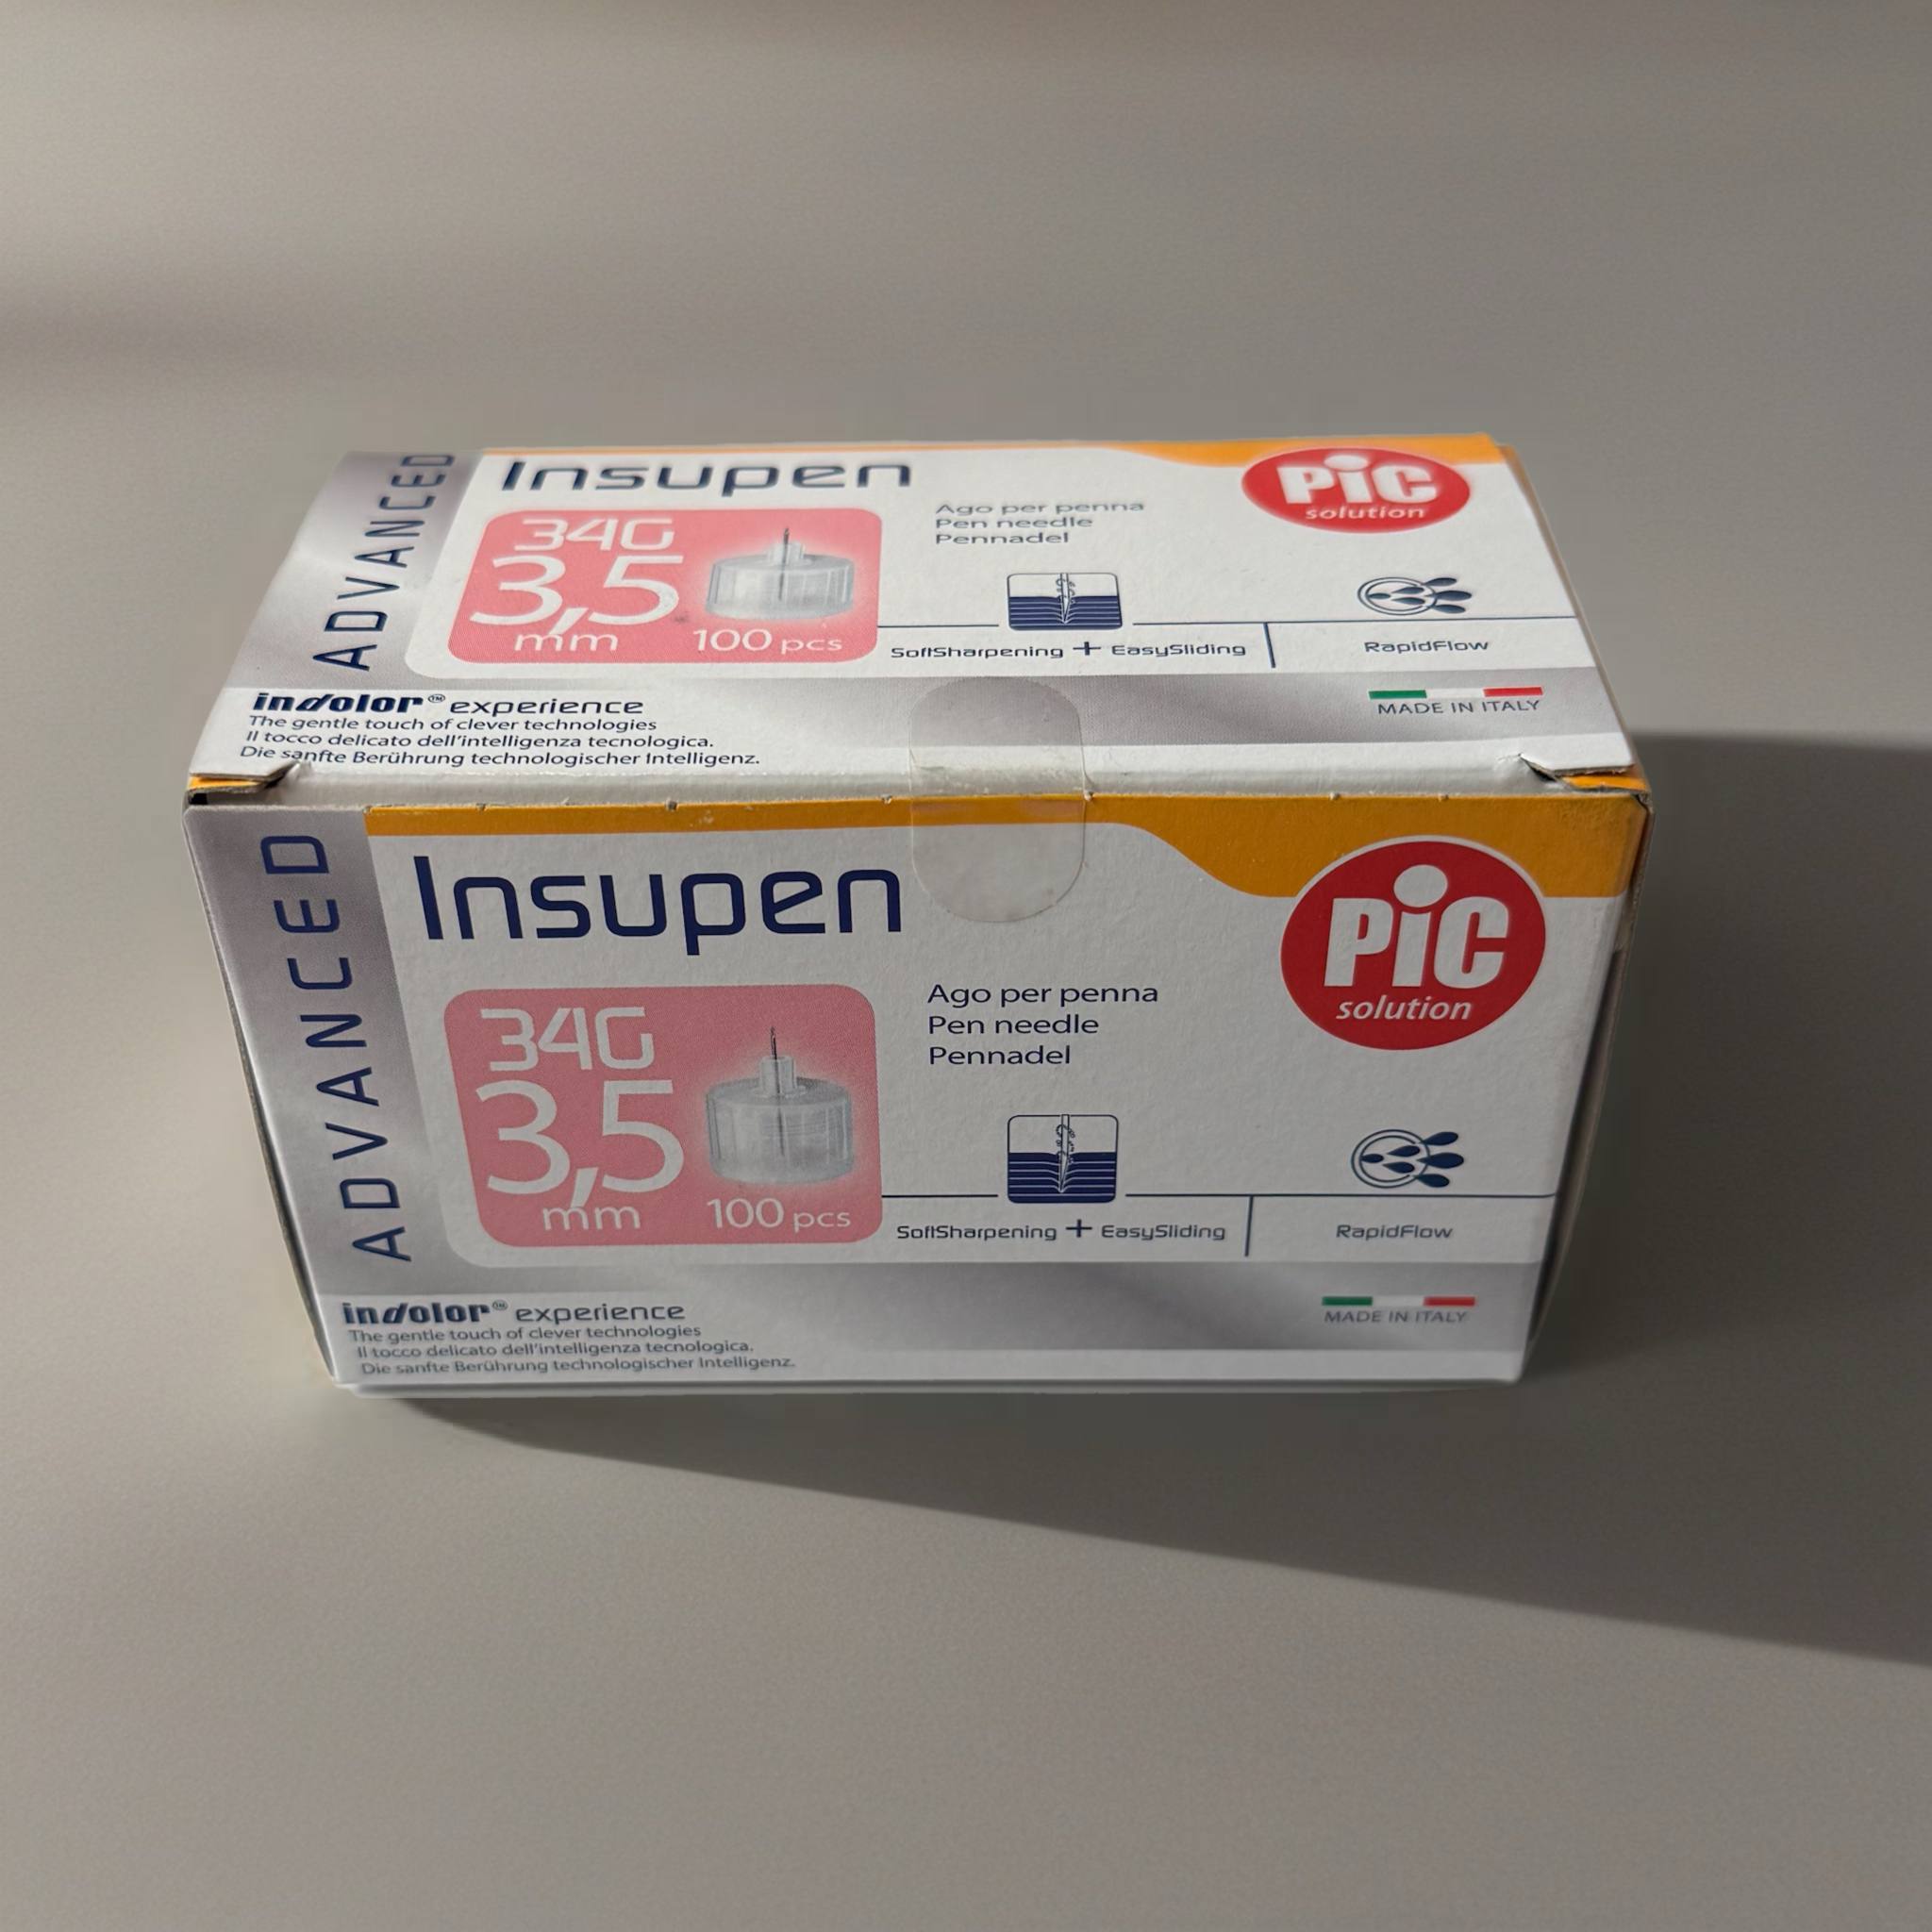 ADVANCED
Insupen
PiC
solution
34G
3,5
mm
100 pcs
Ago per penna
Pen needle
Pennadel
SoftSharpening + EasySliding
RapidFlow
indolor™ experience
The gentle touch of clever technologies
Il tocco delicato dell'intelligenza tecnologica.
Die sanfte Berührung technologischer Intelligenz.
MADE IN ITALY
ADVANCED
Insupen
PiC
solution
34G
3,5
mm
100 pcs
Ago per penna
Pen needle
Pennadel
SoftSharpening + EasySliding
RapidFlow
indolor™ experience
The gentle touch of clever technologies
Il tocco delicato dell'intelligenza tecnologica.
Die sanfte Berührung technologischer Intelligenz.
MADE IN ITALY